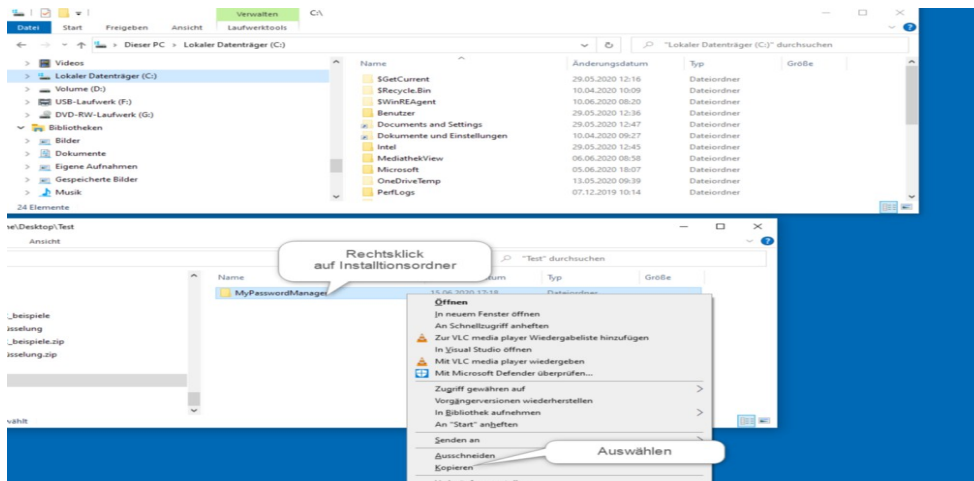 Verwalten C:\
Datei Start Freigeben Ansicht Laufwerktools
Dieser PC > Lokaler Datenträger (C:) "Lokaler Datenträger (C:)" durchsuchen
Name Änderungsdatum Typ Größe
Videos
Lokaler Datenträger (C:)
Volume (D:)
USB-Laufwerk (F:)
DVD-RW-Laufwerk (G:)
Bibliotheken
Bilder
Dokumente
Eigene Aufnahmen
Gespeicherte Bilder
Musik
$GetCurrent 29.05.2020 12:16 Dateiordner
$Recycle.Bin 10.04.2020 10:09 Dateiordner
$WinREAgent 10.06.2020 08:20 Dateiordner
Benutzer 29.05.2020 12:36 Dateiordner
Documents and Settings 29.05.2020 12:47 Dateiordner
Dokumente und Einstellungen 10.04.2020 09:27 Dateiordner
Intel 29.05.2020 12:45 Dateiordner
MediathekView 06.06.2020 08:58 Dateiordner
Microsoft 05.06.2020 18:07 Dateiordner
OneDriveTemp 13.05.2020 09:39 Dateiordner
PerfLogs 07.12.2019 10:14 Dateiordner
24 Elemente
ne\Desktop\Test
Ansicht
"Test" durchsuchen
Rechtsklick
auf Installtionsordner
Name tum Typ Größe
MyPasswordManager 15.06.2020 17:18 Dateiordner
_beispiele
_beispiele.zip
sselung.zip
wählt
Öffnen
In neuem Fenster öffnen
An Schnellzugriff anheften
Zur VLC media player Wiedergabeliste hinzufügen
In Visual Studio öffnen
Mit VLC media player wiedergeben
Mit Microsoft Defender überprüfen...
Zugriff gewähren auf
Vorgängerversionen wiederherstellen
In Bibliothek aufnehmen
An "Start" anheften
Senden an
Ausschneiden
Kopieren
Auswählen